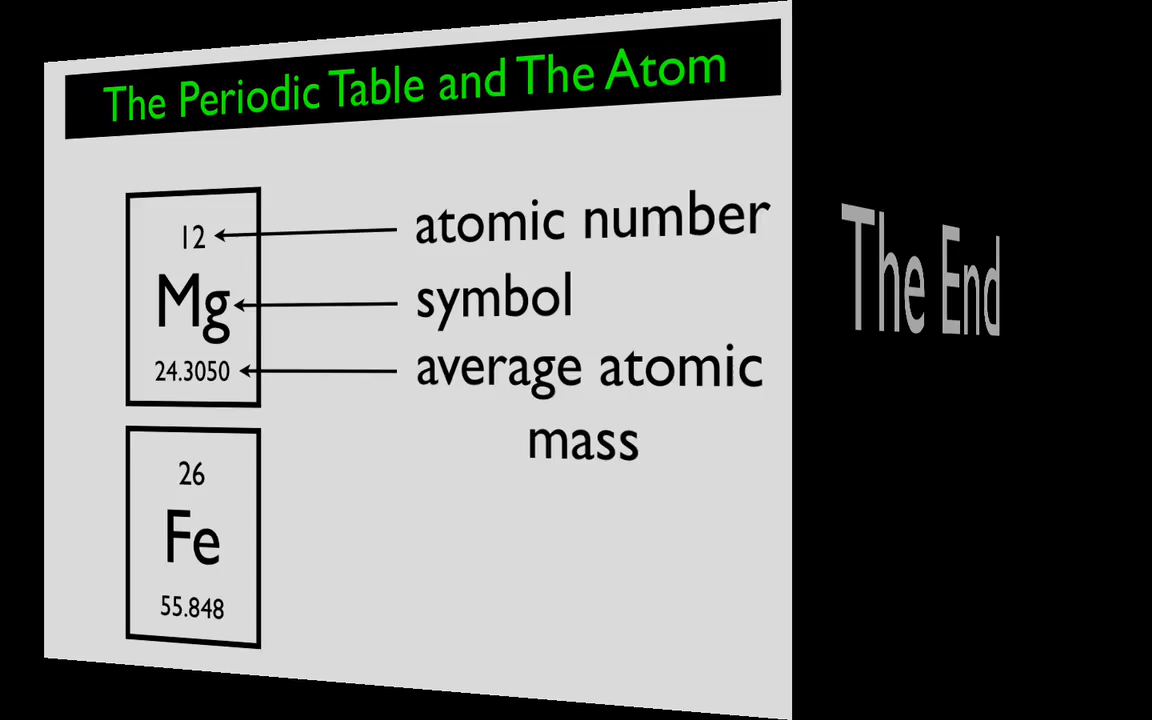 The Periodic Table and The Atom
12
atomic number
Mg
symbol
24.3050
average atomic
mass
26
Fe
55.848
The End